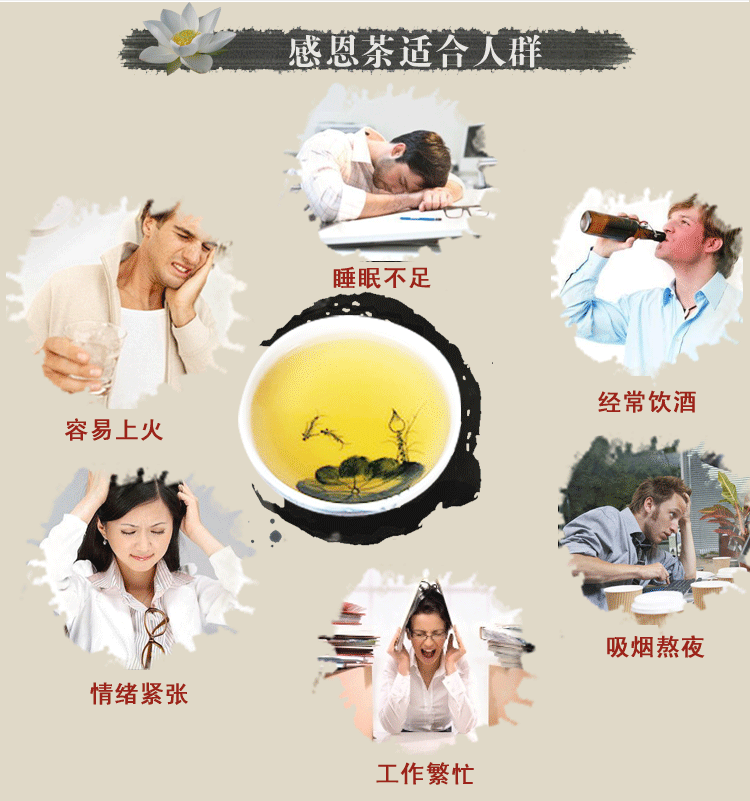 感恩茶适合人群
睡眠不足
容易上火
经常饮酒
情绪紧张
吸烟熬夜
工作繁忙